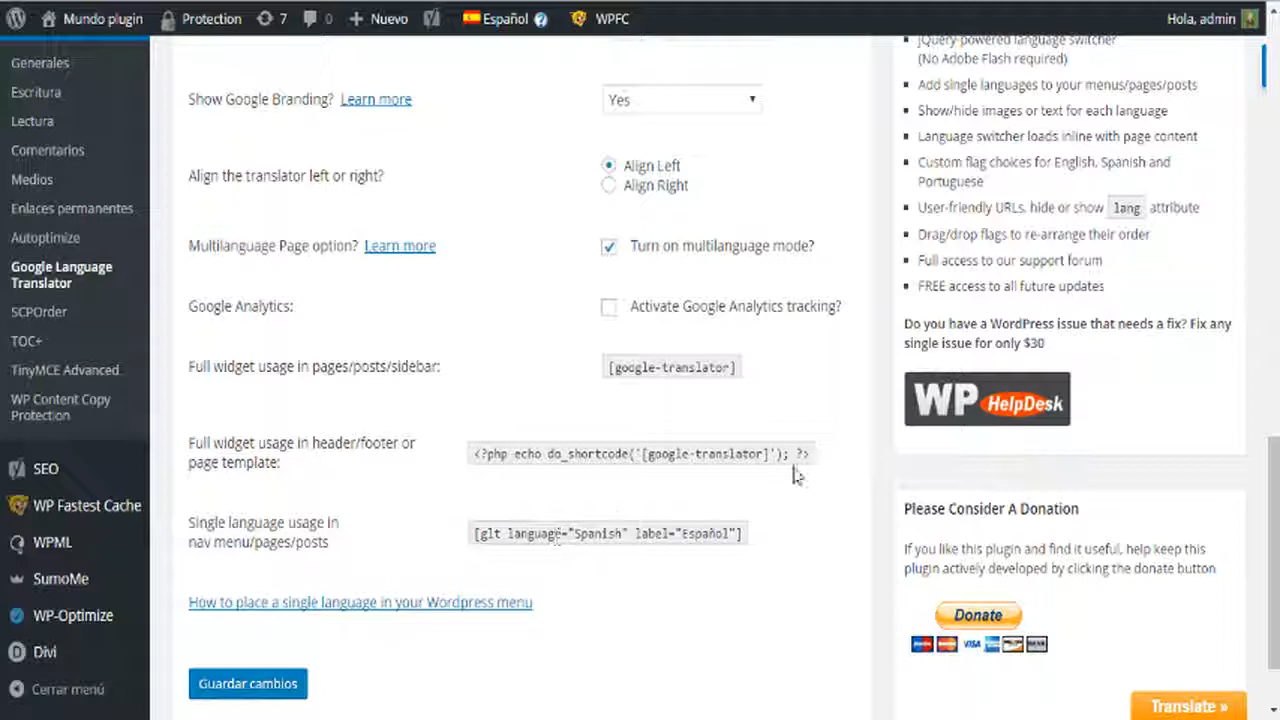 Mundo plugin
Protection
7
0
Nuevo
Español
WPFC
Hola, admin
Generales
Escritura
Lectura
Comentarios
Medios
Enlaces permanentes
Autoptimize
Google Language
Translator
SCPOrder
TOC+
TinyMCE Advanced
WP Content Copy
Protection
SEO
WP Fastest Cache
WPML
SumoMe
WP-Optimize
Divi
Cerrar menú
Show Google Branding? Learn more
Yes
Align the translator left or right?
Align Left
Align Right
Multilanguage Page option? Learn more
Turn on multilanguage mode?
Google Analytics:
Activate Google Analytics tracking?
Full widget usage in pages/posts/sidebar:
[google-translator]
Full widget usage in header/footer or
page template:
<?php echo do_shortcode('[google-translator]'); ?>
Single language usage in
nav menu/pages/posts
[glt language="Spanish" label="Español"]
How to place a single language in your Wordpress menu
Guardar cambios
jQuery-powered language switcher
(No Adobe Flash required)
Add single languages to your menus/pages/posts
Show/hide images or text for each language
Language switcher loads inline with page content
Custom flag choices for English, Spanish and
Portuguese
User-friendly URLs, hide or show lang attribute
Drag/drop flags to re-arrange their order
Full access to our support forum
FREE access to all future updates
Do you have a WordPress issue that needs a fix? Fix any
single issue for only $30
WP HelpDesk
Please Consider A Donation
If you like this plugin and find it useful, help keep this
plugin actively developed by clicking the donate button
Donate
VISA
Translate »